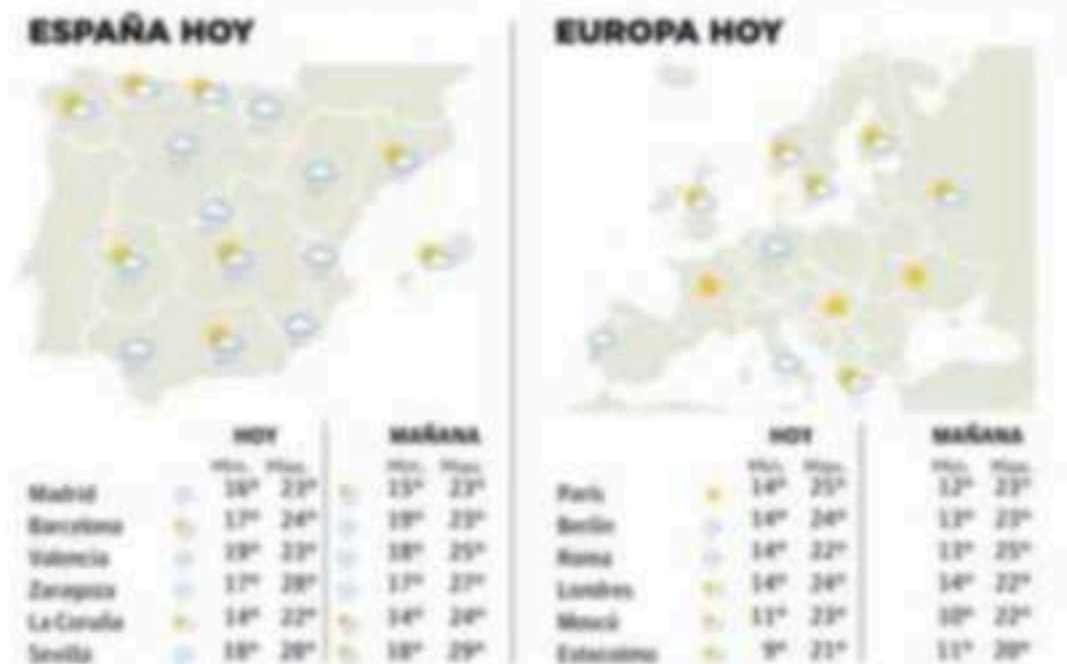 ESPAÑA HOY
HOY MAÑANA
Mín. Máx. Mín. Máx.
Madrid 16° 23° 15° 23°
Barcelona 17° 24° 19° 23°
Valencia 19° 23° 18° 25°
Zaragoza 17° 28° 17° 27°
La Coruña 14° 22° 14° 24°
Sevilla 18° 28° 18° 29°
EUROPA HOY
HOY MAÑANA
Mín. Máx. Mín. Máx.
París 14° 25° 12° 23°
Berlín 14° 24° 13° 23°
Roma 14° 22° 13° 25°
Londres 14° 24° 14° 22°
Moscú 11° 23° 10° 22°
Estocolmo 9° 21° 11° 20°